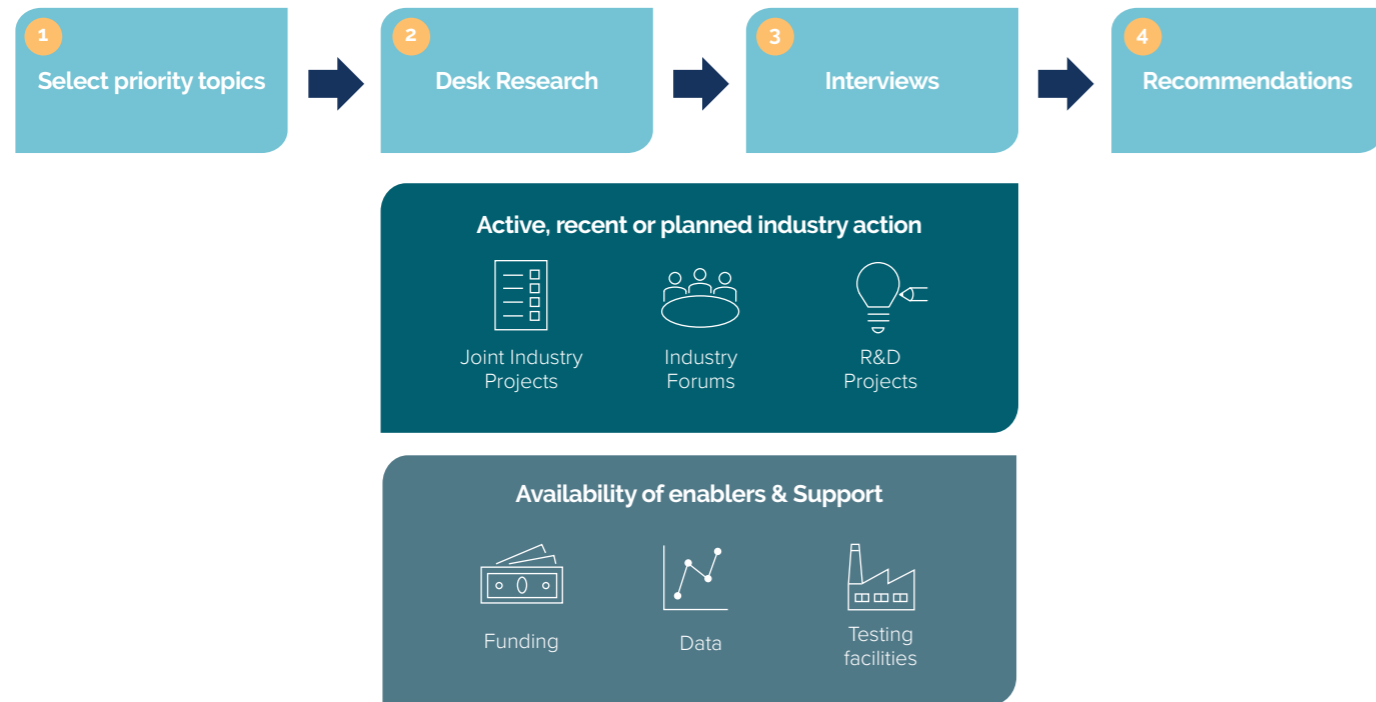 1
Select priority topics
2
Desk Research
3
Interviews
4
Recommendations
Active, recent or planned industry action
Joint Industry
Projects
Industry
Forums
R&D
Projects
Availability of enablers & Support
Funding
Data
Testing
facilities